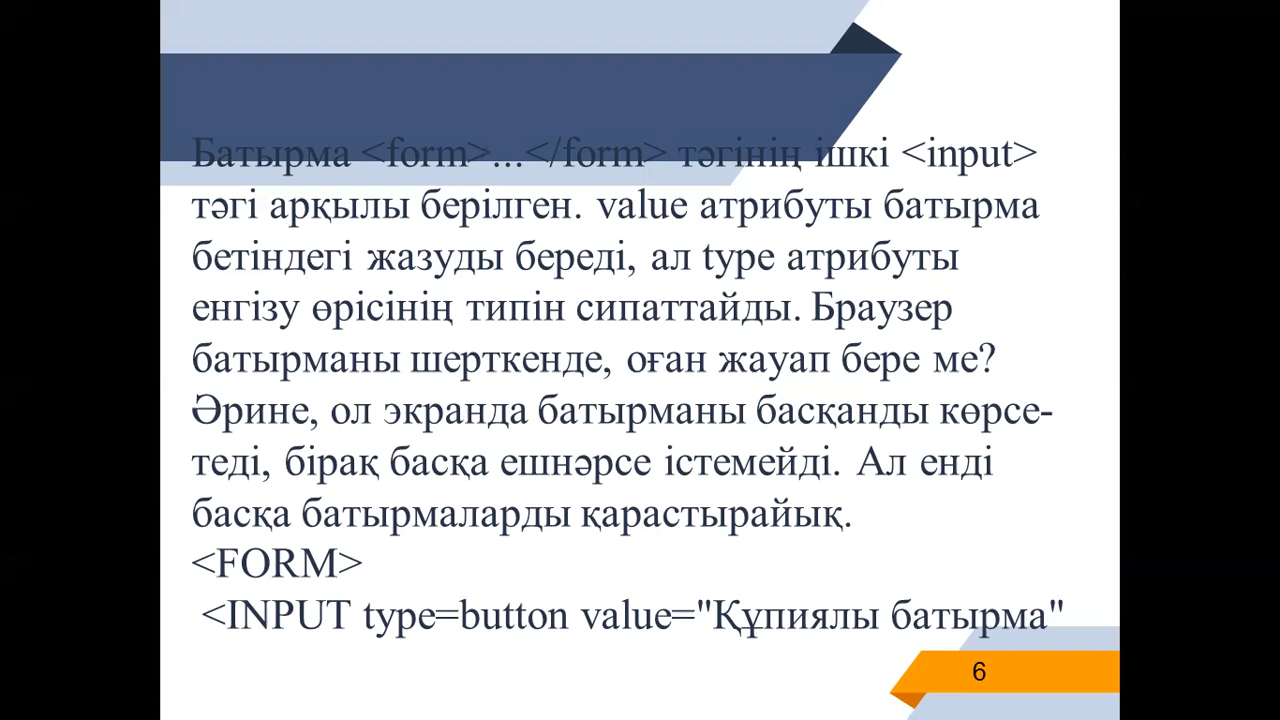 Батырма <form>...</form> тәгінің ішкі <input>
тәгі арқылы берілген. value атрибуты батырма
бетіндегі жазуды береді, ал type атрибуты
енгізу өрісінің типін сипаттайды. Браузер
батырманы шерткенде, оған жауап бере ме?
Әрине, ол экранда батырманы басқанды көрсе-
теді, бірақ басқа ешнәрсе істемейді. Ал енді
басқа батырмаларды қарастырайық.
<FORM>
<INPUT type=button value="Құпиялы батырма"
6